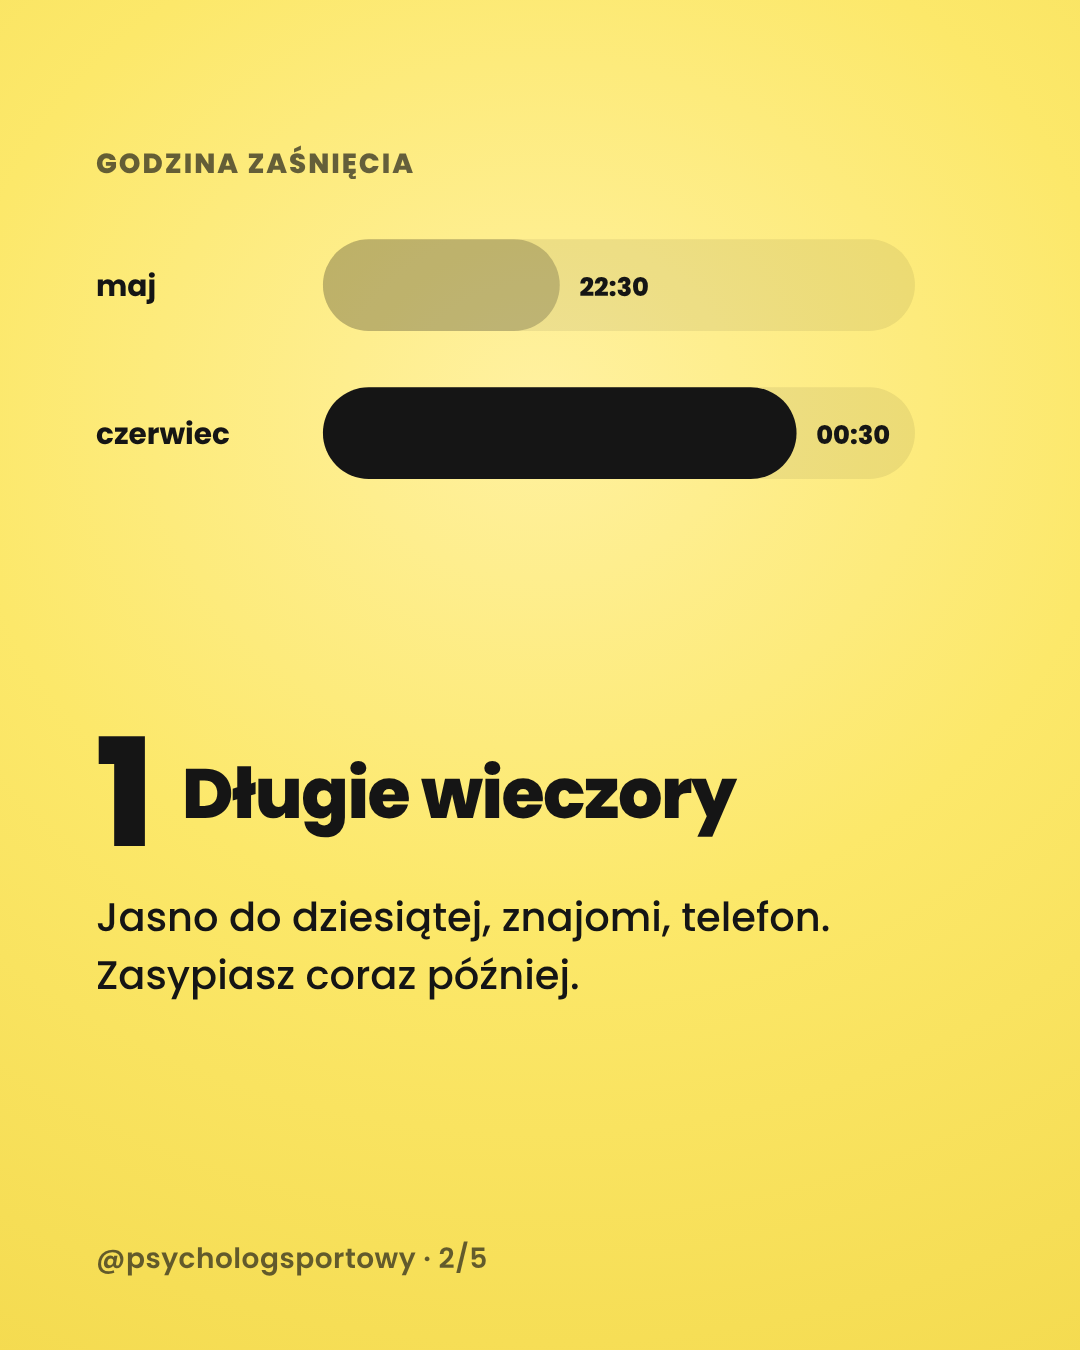 GODZINA ZAŚNIĘCIA
maj 22:30
czerwiec 00:30
1 Długie wieczory
Jasno do dziesiątej, znajomi, telefon.
Zasypiasz coraz później.
@psychologsportowy · 2/5